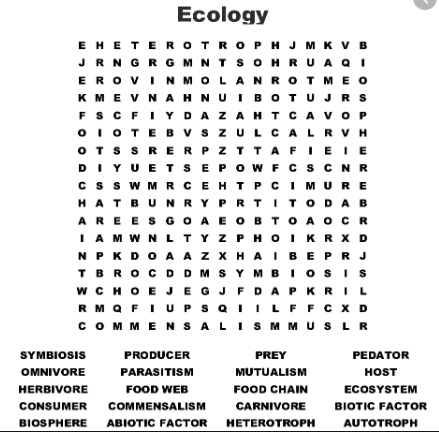 Ecology
E H E T E R O T R O P H J M K V B
J R N G R G M N T S O H R U A Q I
E R O V I N M O L A N R O T M E O
K M E V N A H N U I B O T U J R S
F S C F I Y D A Z A H T C A V O P
O I O T E B V S Z U L C A L R V H
O T S S R E R P Z T T A F I E I E
D I Y U E T S E P O W F C S C N R
C S S W M R C E H T P C I M U R E
H A T B U N R Y P R T I T O D A B
A R E E S G O A E O B T O A O C R
I A M W N L T Y Z P H O I K R X D
N P K D O A A Z X H A I B E P R J
T B R O C D D M S Y M B I O S I S
W C H O E J E G J F D A P K R I L
R M Q F I U P S Q I I L F F C X D
C O M M E N S A L I S M M U S L R
SYMBIOSIS PRODUCER PREY PEDATOR
OMNIVORE PARASITISM MUTUALISM HOST
HERBIVORE FOOD WEB FOOD CHAIN ECOSYSTEM
CONSUMER COMMENSALISM CARNIVORE BIOTIC FACTOR
BIOSPHERE ABIOTIC FACTOR HETEROTROPH AUTOTROPH